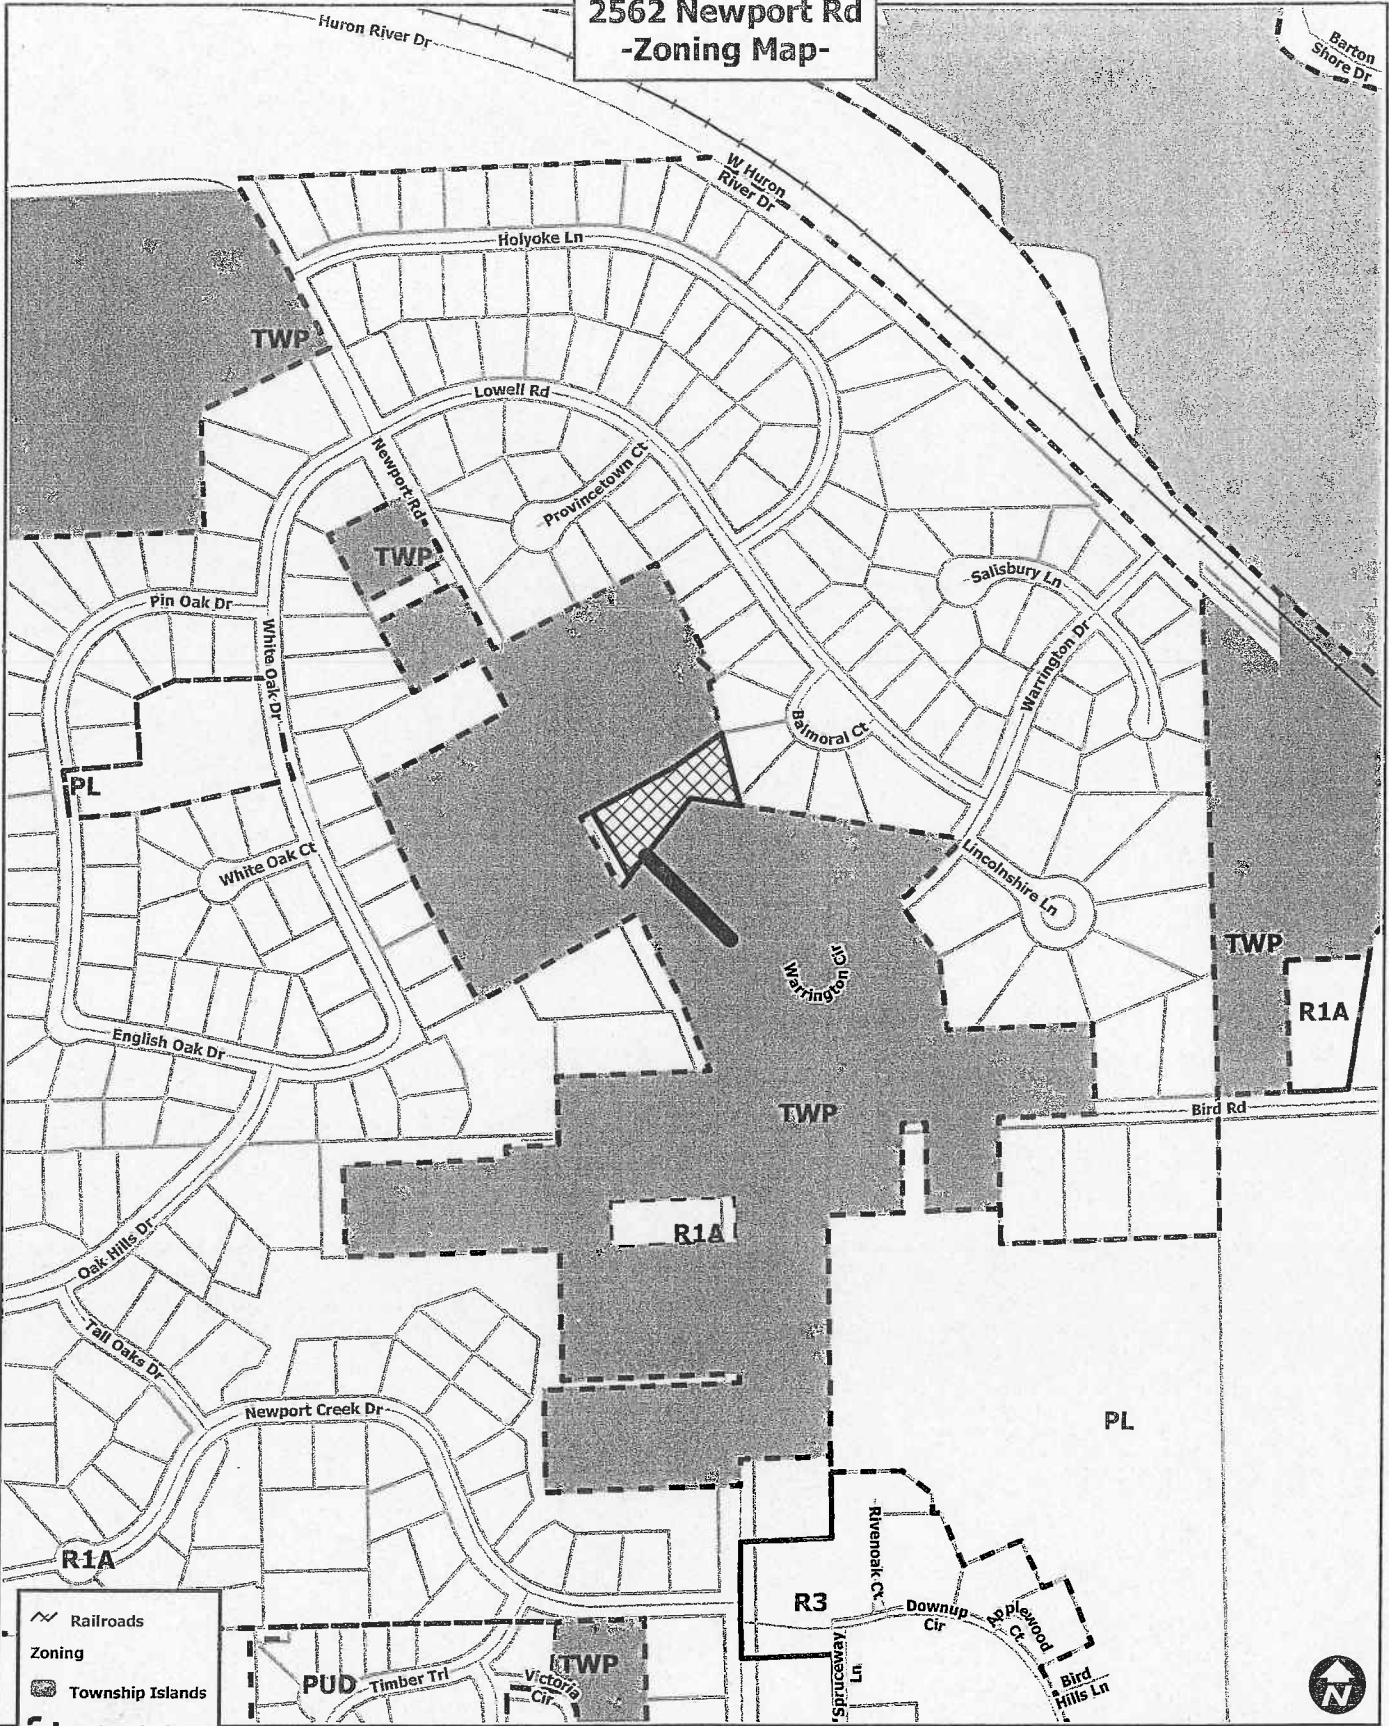 2562 Newport Rd
-Zoning Map-
Huron River Dr
Barton
Shore Dr
W Huron
River Dr
Holyoke Ln
TWP
Lowell Rd
Newport Rd
Provincetown Ct
TWP
Salisbury Ln
Pin Oak Dr
White Oak Dr
Warrington Dr
Balmoral Ct
PL
White Oak Ct
Lincolnshire Ln
Warrington Cir
TWP
R1A
English Oak Dr
TWP
Bird Rd
R1A
Oak Hills Dr
Tall Oaks Dr
Newport Creek Dr
PL
Rivenoak Ct
R1A
R3
Downup
Cir
Applewood
Ct
Spruceway
Ln
Bird
Hills Ln
TWP
PUD
Timber Trl
Victoria
Cir
Railroads
Zoning
Township Islands
N